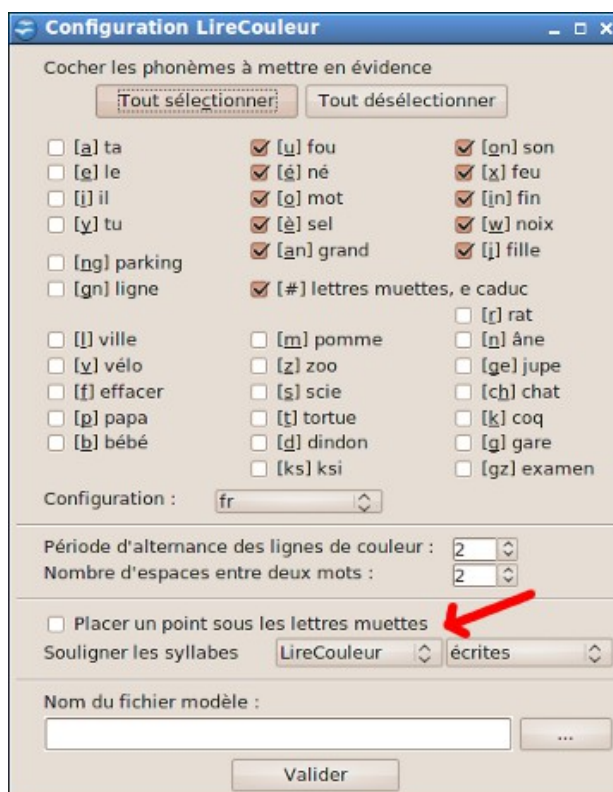 Configuration LireCouleur
Cocher les phonèmes à mettre en évidence
Tout sélectionner Tout désélectionner
[a] ta [u] fou [on] son
[e] le [é] né [x] feu
[i] il [o] mot [in] fin
[y] tu [è] sel [w] noix
[an] grand [j] fille
[ng] parking
[gn] ligne [#] lettres muettes, e caduc
[r] rat
[l] ville [m] pomme [n] âne
[v] vélo [z] zoo [ge] jupe
[f] effacer [s] scie [ch] chat
[p] papa [t] tortue [k] coq
[b] bébé [d] dindon [g] gare
[ks] ksi [gz] examen
Configuration : fr
Période d'alternance des lignes de couleur : 2
Nombre d'espaces entre deux mots : 2
Placer un point sous les lettres muettes
Souligner les syllabes LireCouleur écrites
Nom du fichier modèle :
...
Valider